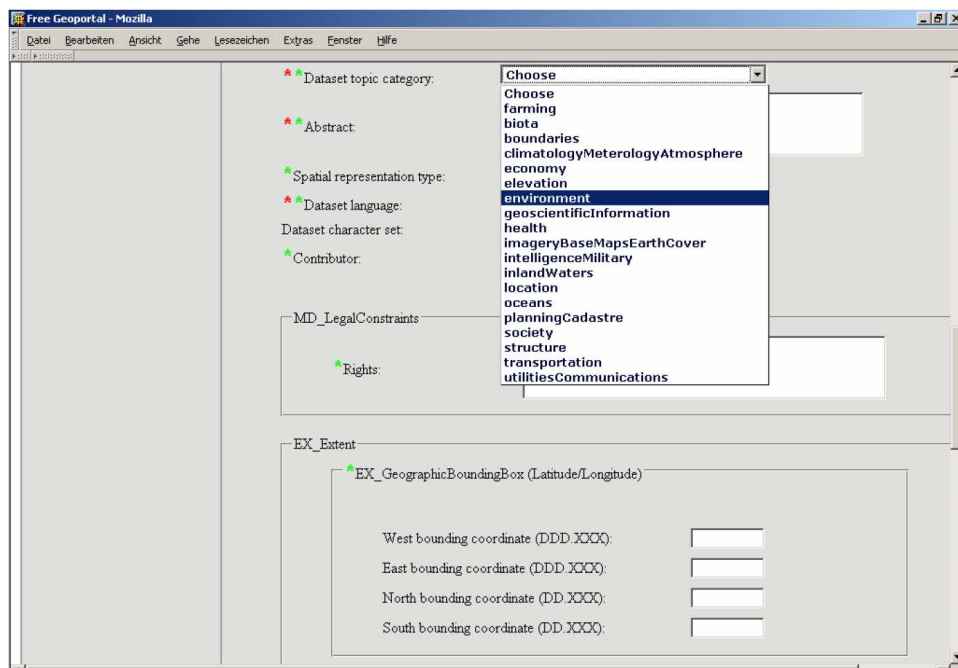 Free Geoportal - Mozilla
Datei Bearbeiten Ansicht Gehe Lesezeichen Extras Fenster Hilfe
**Dataset topic category: Choose
Choose
farming
biota
boundaries
climatologyMeterologyAtmosphere
economy
elevation
environment
geoscientificInformation
health
imageryBaseMapsEarthCover
intelligenceMilitary
inlandWaters
location
oceans
planningCadastre
society
structure
transportation
utilitiesCommunications
**Abstract:
*Spatial representation type:
**Dataset language:
Dataset character set:
*Contributor:
MD_LegalConstraints
*Rights:
EX_Extent
*EX_GeographicBoundingBox (Latitude/Longitude)
West bounding coordinate (DDD.XXX):
East bounding coordinate (DDD.XXX):
North bounding coordinate (DD.XXX):
South bounding coordinate (DD.XXX):